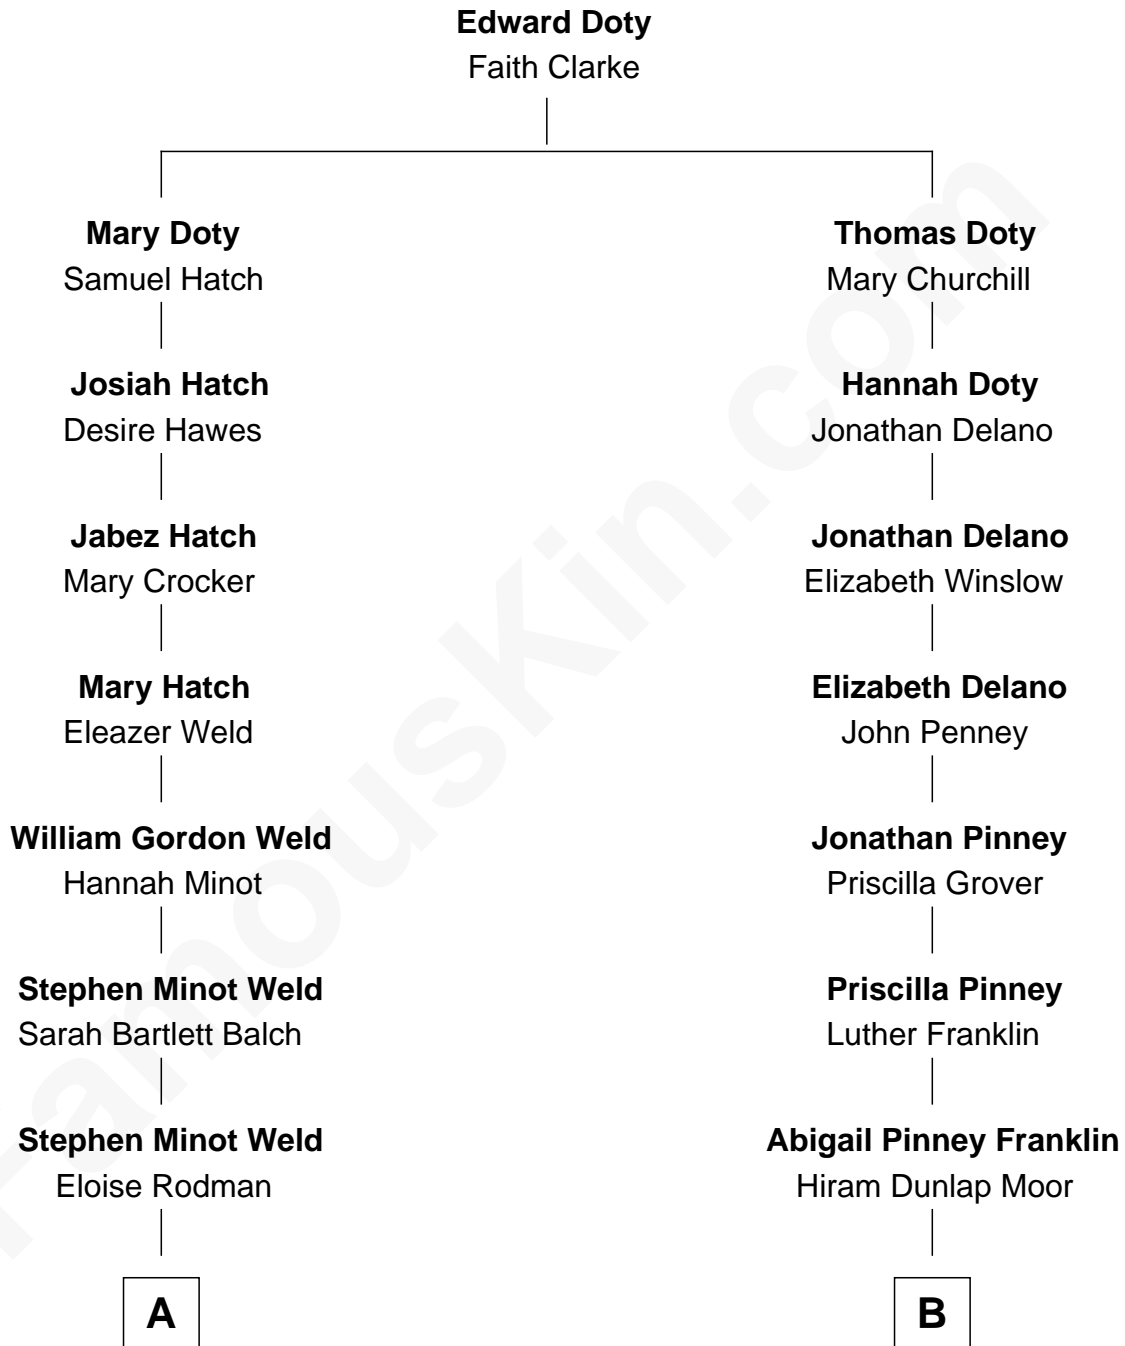 Edward Doty
Faith Clarke
Mary Doty
Samuel Hatch
Josiah Hatch
Desire Hawes
Jabez Hatch
Mary Crocker
Mary Hatch
Eleazer Weld
William Gordon Weld
Hannah Minot
Stephen Minot Weld
Sarah Bartlett Balch
Stephen Minot Weld
Eloise Rodman
A
Thomas Doty
Mary Churchill
Hannah Doty
Jonathan Delano
Jonathan Delano
Elizabeth Winslow
Elizabeth Delano
John Penney
Jonathan Pinney
Priscilla Grover
Priscilla Pinney
Luther Franklin
Abigail Pinney Franklin
Hiram Dunlap Moor
B
FamousKin.com